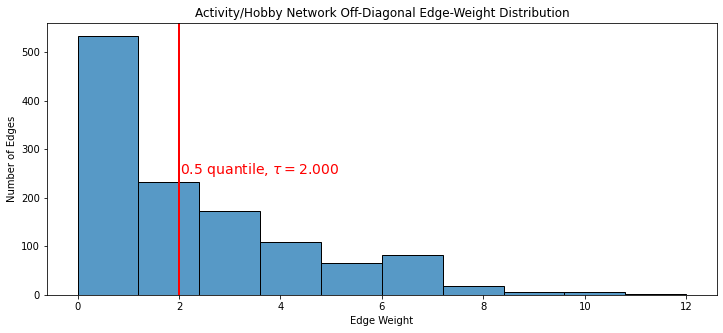 Activity/Hobby Network Off-Diagonal Edge-Weight Distribution
Number of Edges
500
400
300
200
100
0
0.5 quantile, τ = 2.000
0 2 4 6 8 10 12
Edge Weight